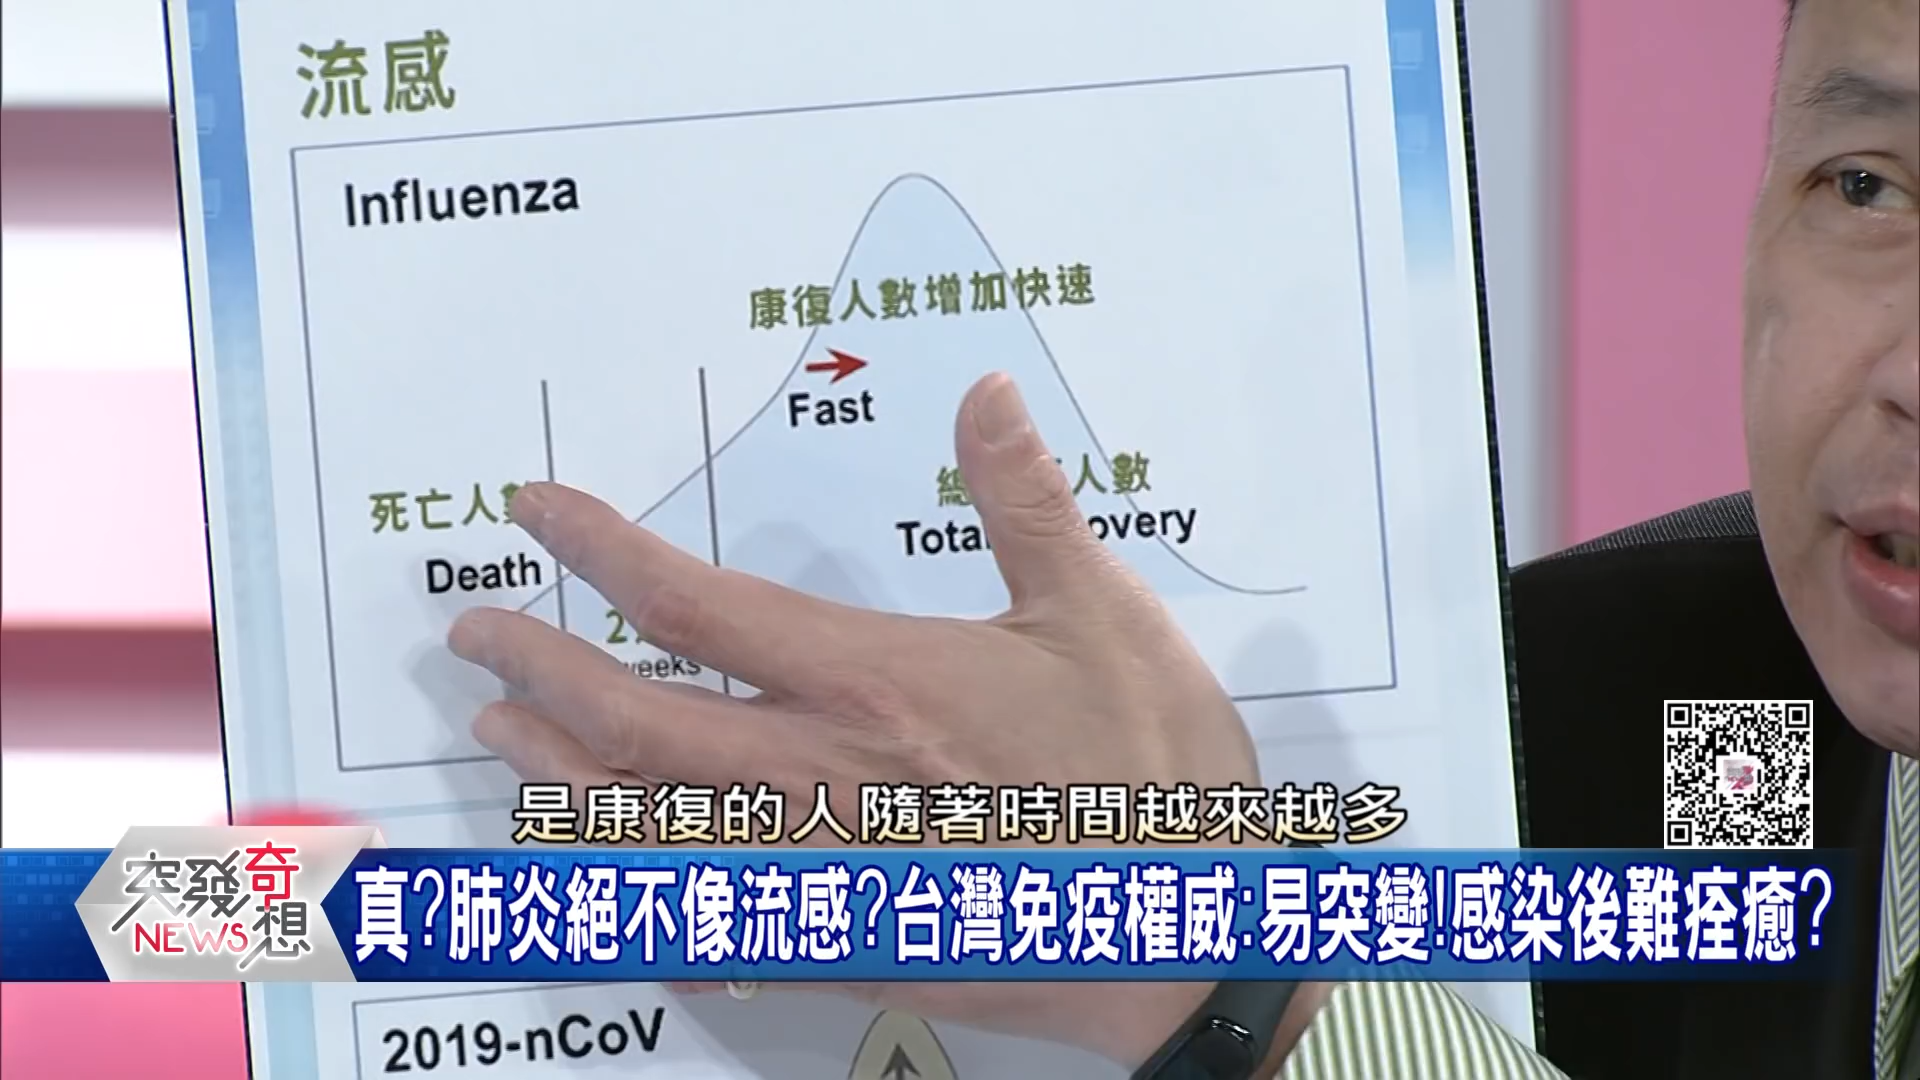 流感
Influenza
康復人數增加快速
Fast
死亡人數
Death
人數
2
weeks
是康復的人隨著時間越來越多
突發奇想
NEWS
真?肺炎絕不像流感?台灣免疫權威:易突變!感染後難痊癒?
2019-nCoV